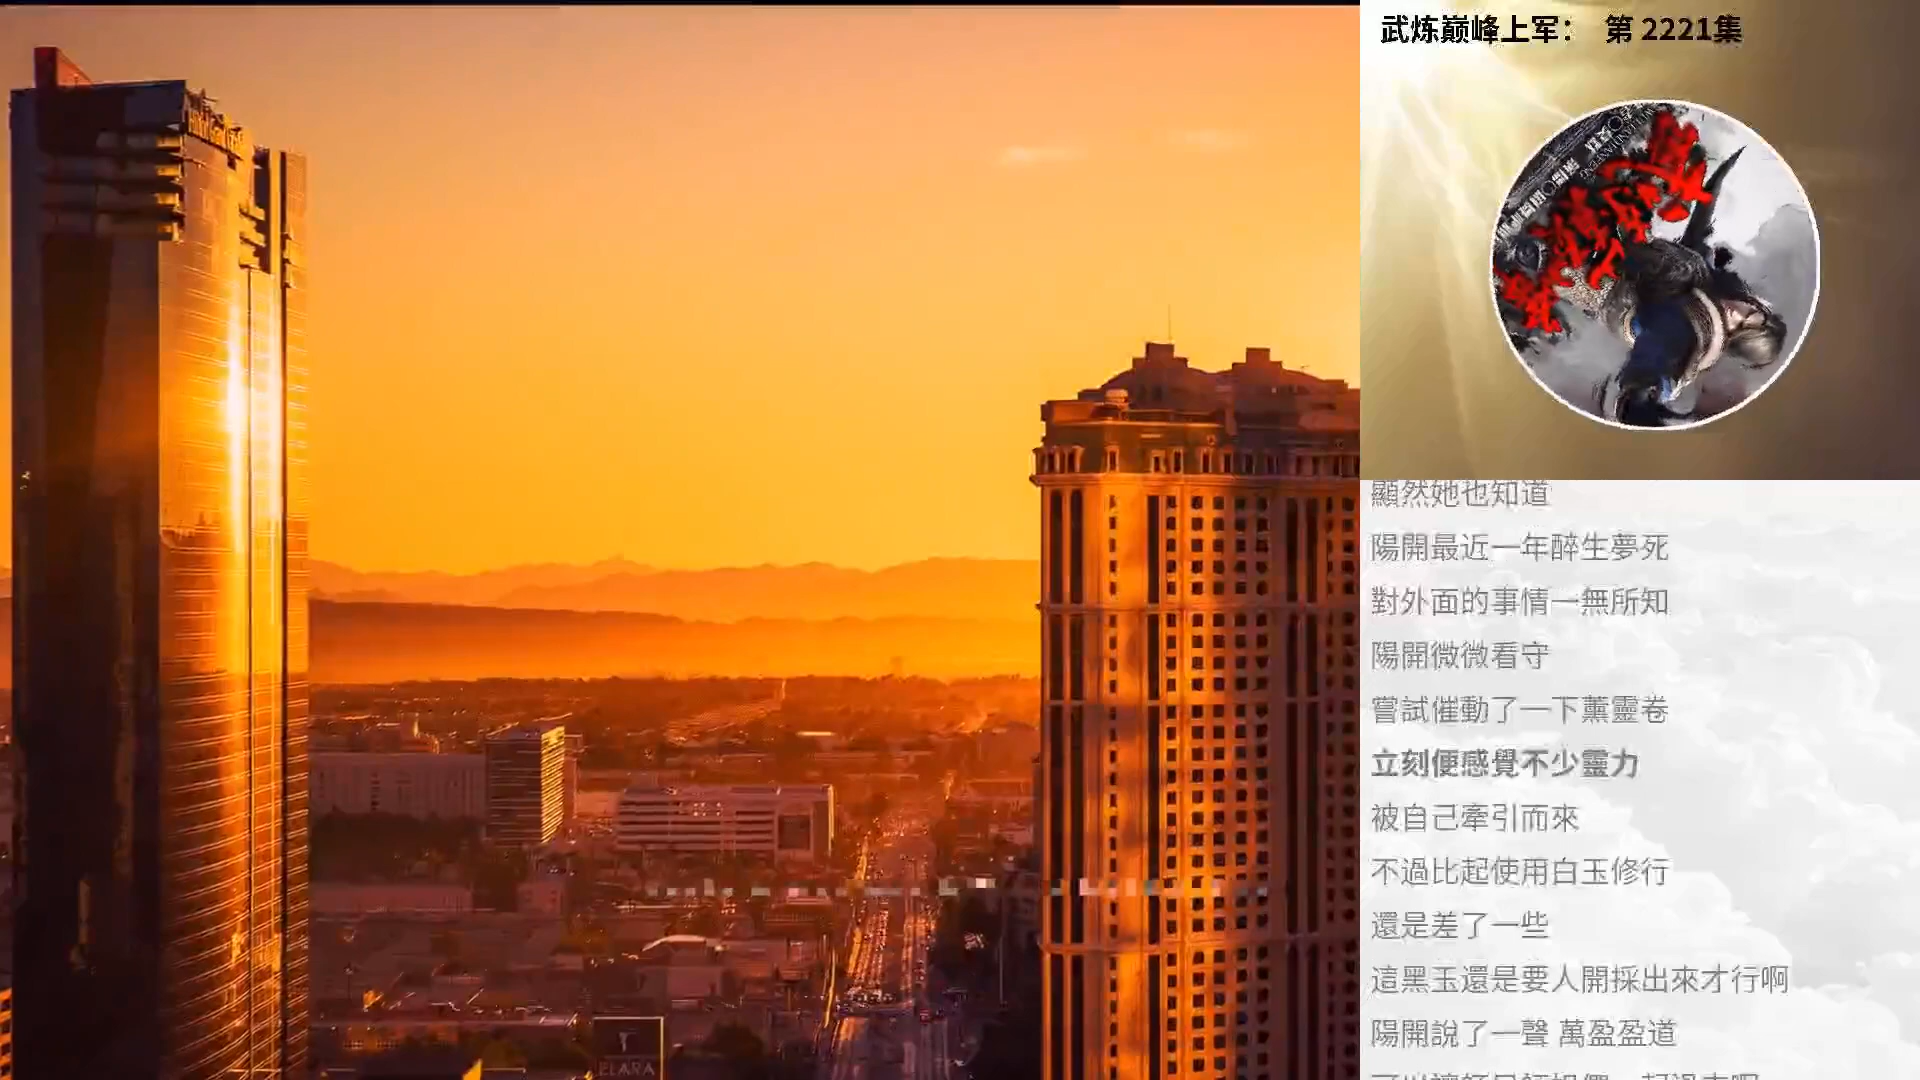 武炼巅峰上军： 第 2221集
顯然她也知道
陽開最近一年醉生夢死
對外面的事情一無所知
陽開微微看守
嘗試催動了一下薰靈卷
立刻便感覺不少靈力
被自己牽引而來
不過比起使用白玉修行
還是差了一些
這黑玉還是要人開採出來才行啊
陽開說了一聲 萬盈盈道
ELARA